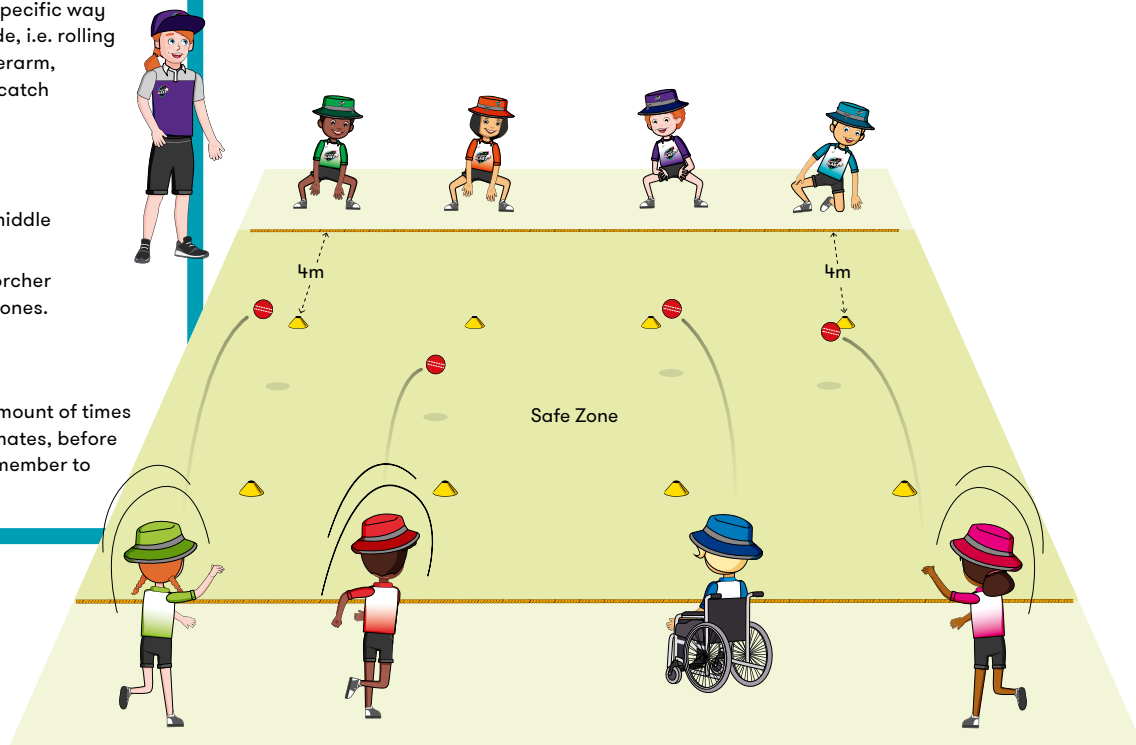 pecific way
de, i.e. rolling
erarm,
catch
niddle
orcher
ones.
mount of times
mates, before
member to
4m
4m
Safe Zone